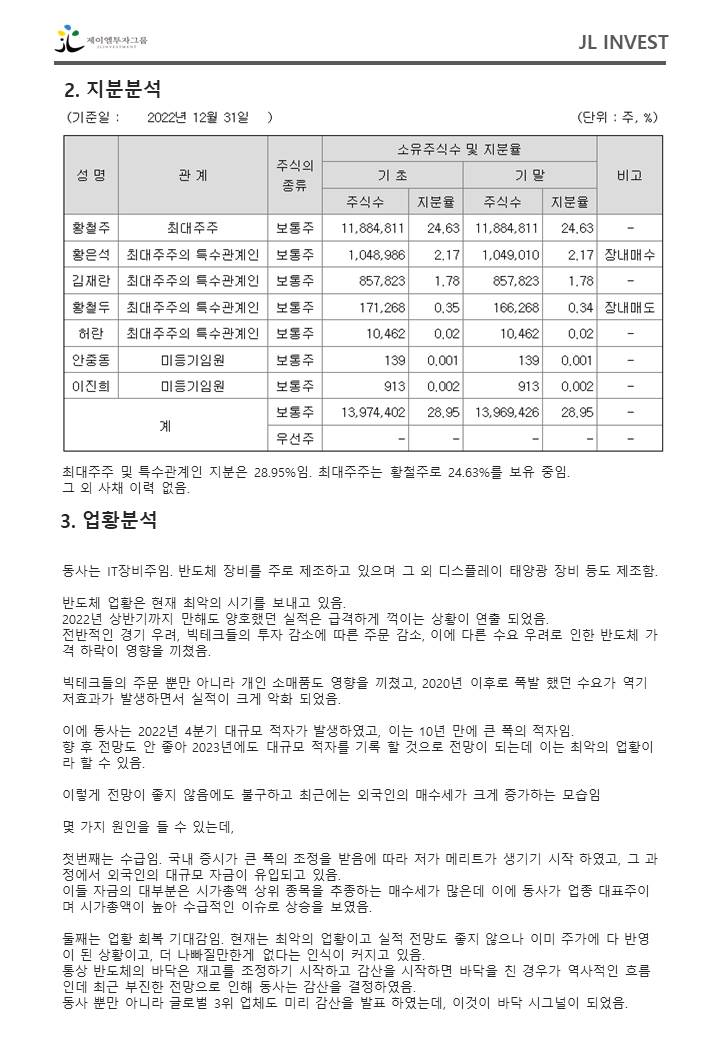 제이엘투자그룹
JLINVESTMENT
JL INVEST
2. 지분분석
(기준일 : 2022년 12월 31일 ) (단위 : 주, %)
성 명 관 계 주식의 종류 소유주식수 및 지분율 비고
기 초 기 말
주식수 지분율 주식수 지분율
황철주 최대주주 보통주 11,884,811 24.63 11,884,811 24.63 -
황은석 최대주주의 특수관계인 보통주 1,048,986 2.17 1,049,010 2.17 장내매수
김재란 최대주주의 특수관계인 보통주 857,823 1.78 857,823 1.78 -
황철두 최대주주의 특수관계인 보통주 171,268 0.35 166,268 0.34 장내매도
허란 최대주주의 특수관계인 보통주 10,462 0.02 10,462 0.02 -
안중동 미등기임원 보통주 139 0.001 139 0.001 -
이진희 미등기임원 보통주 913 0.002 913 0.002 -
계 보통주 13,974,402 28.95 13,969,426 28.95 -
우선주 - - - - -
최대주주 및 특수관계인 지분은 28.95%임. 최대주주는 황철주로 24.63%를 보유 중임.
그 외 사채 이력 없음.
3. 업황분석
동사는 IT장비주임. 반도체 장비를 주로 제조하고 있으며 그 외 디스플레이 태양광 장비 등도 제조함.
반도체 업황은 현재 최악의 시기를 보내고 있음.
2022년 상반기까지 만해도 양호했던 실적은 급격하게 꺽이는 상황이 연출 되었음.
전반적인 경기 우려, 빅테크들의 투자 감소에 따른 주문 감소, 이에 다른 수요 우려로 인한 반도체 가
격 하락이 영향을 끼쳤음.
빅테크들의 주문 뿐만 아니라 개인 소매품도 영향을 끼쳤고, 2020년 이후로 폭발 했던 수요가 역기
저효과가 발생하면서 실적이 크게 악화 되었음.
이에 동사는 2022년 4분기 대규모 적자가 발생하였고, 이는 10년 만에 큰 폭의 적자임.
향 후 전망도 안 좋아 2023년에도 대규모 적자를 기록 할 것으로 전망이 되는데 이는 최악의 업황이
라 할 수 있음.
이렇게 전망이 좋지 않음에도 불구하고 최근에는 외국인의 매수세가 크게 증가하는 모습임
몇 가지 원인을 들 수 있는데,
첫번째는 수급임. 국내 증시가 큰 폭의 조정을 받음에 따라 저가 메리트가 생기기 시작 하였고, 그 과
정에서 외국인의 대규모 자금이 유입되고 있음.
이들 자금의 대부분은 시가총액 상위 종목을 추종하는 매수세가 많은데 이에 동사가 업종 대표주이
며 시가총액이 높아 수급적인 이슈로 상승을 보였음.
둘째는 업황 회복 기대감임. 현재는 최악의 업황이고 실적 전망도 좋지 않으나 이미 주가에 다 반영
이 된 상황이고, 더 나빠질만한게 없다는 인식이 커지고 있음.
통상 반도체의 바닥은 재고를 조정하기 시작하고 감산을 시작하면 바닥을 친 경우가 역사적인 흐름
인데 최근 부진한 전망으로 인해 동사는 감산을 결정하였음.
동사 뿐만 아니라 글로벌 3위 업체도 미리 감산을 발표 하였는데, 이것이 바닥 시그널이 되었음.